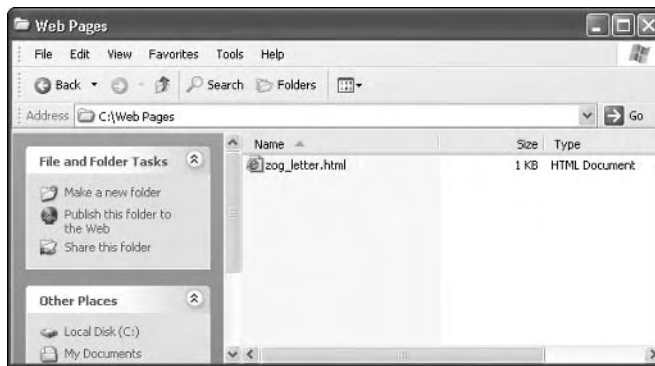 Web Pages
File Edit View Favorites Tools Help
Back Search Folders
Address C:\Web Pages Go
Name Size Type
File and Folder Tasks
zog_letter.html 1 KB HTML Document
Make a new folder
Publish this folder to
the Web
Share this folder
Other Places
Local Disk (C:)
My Documents